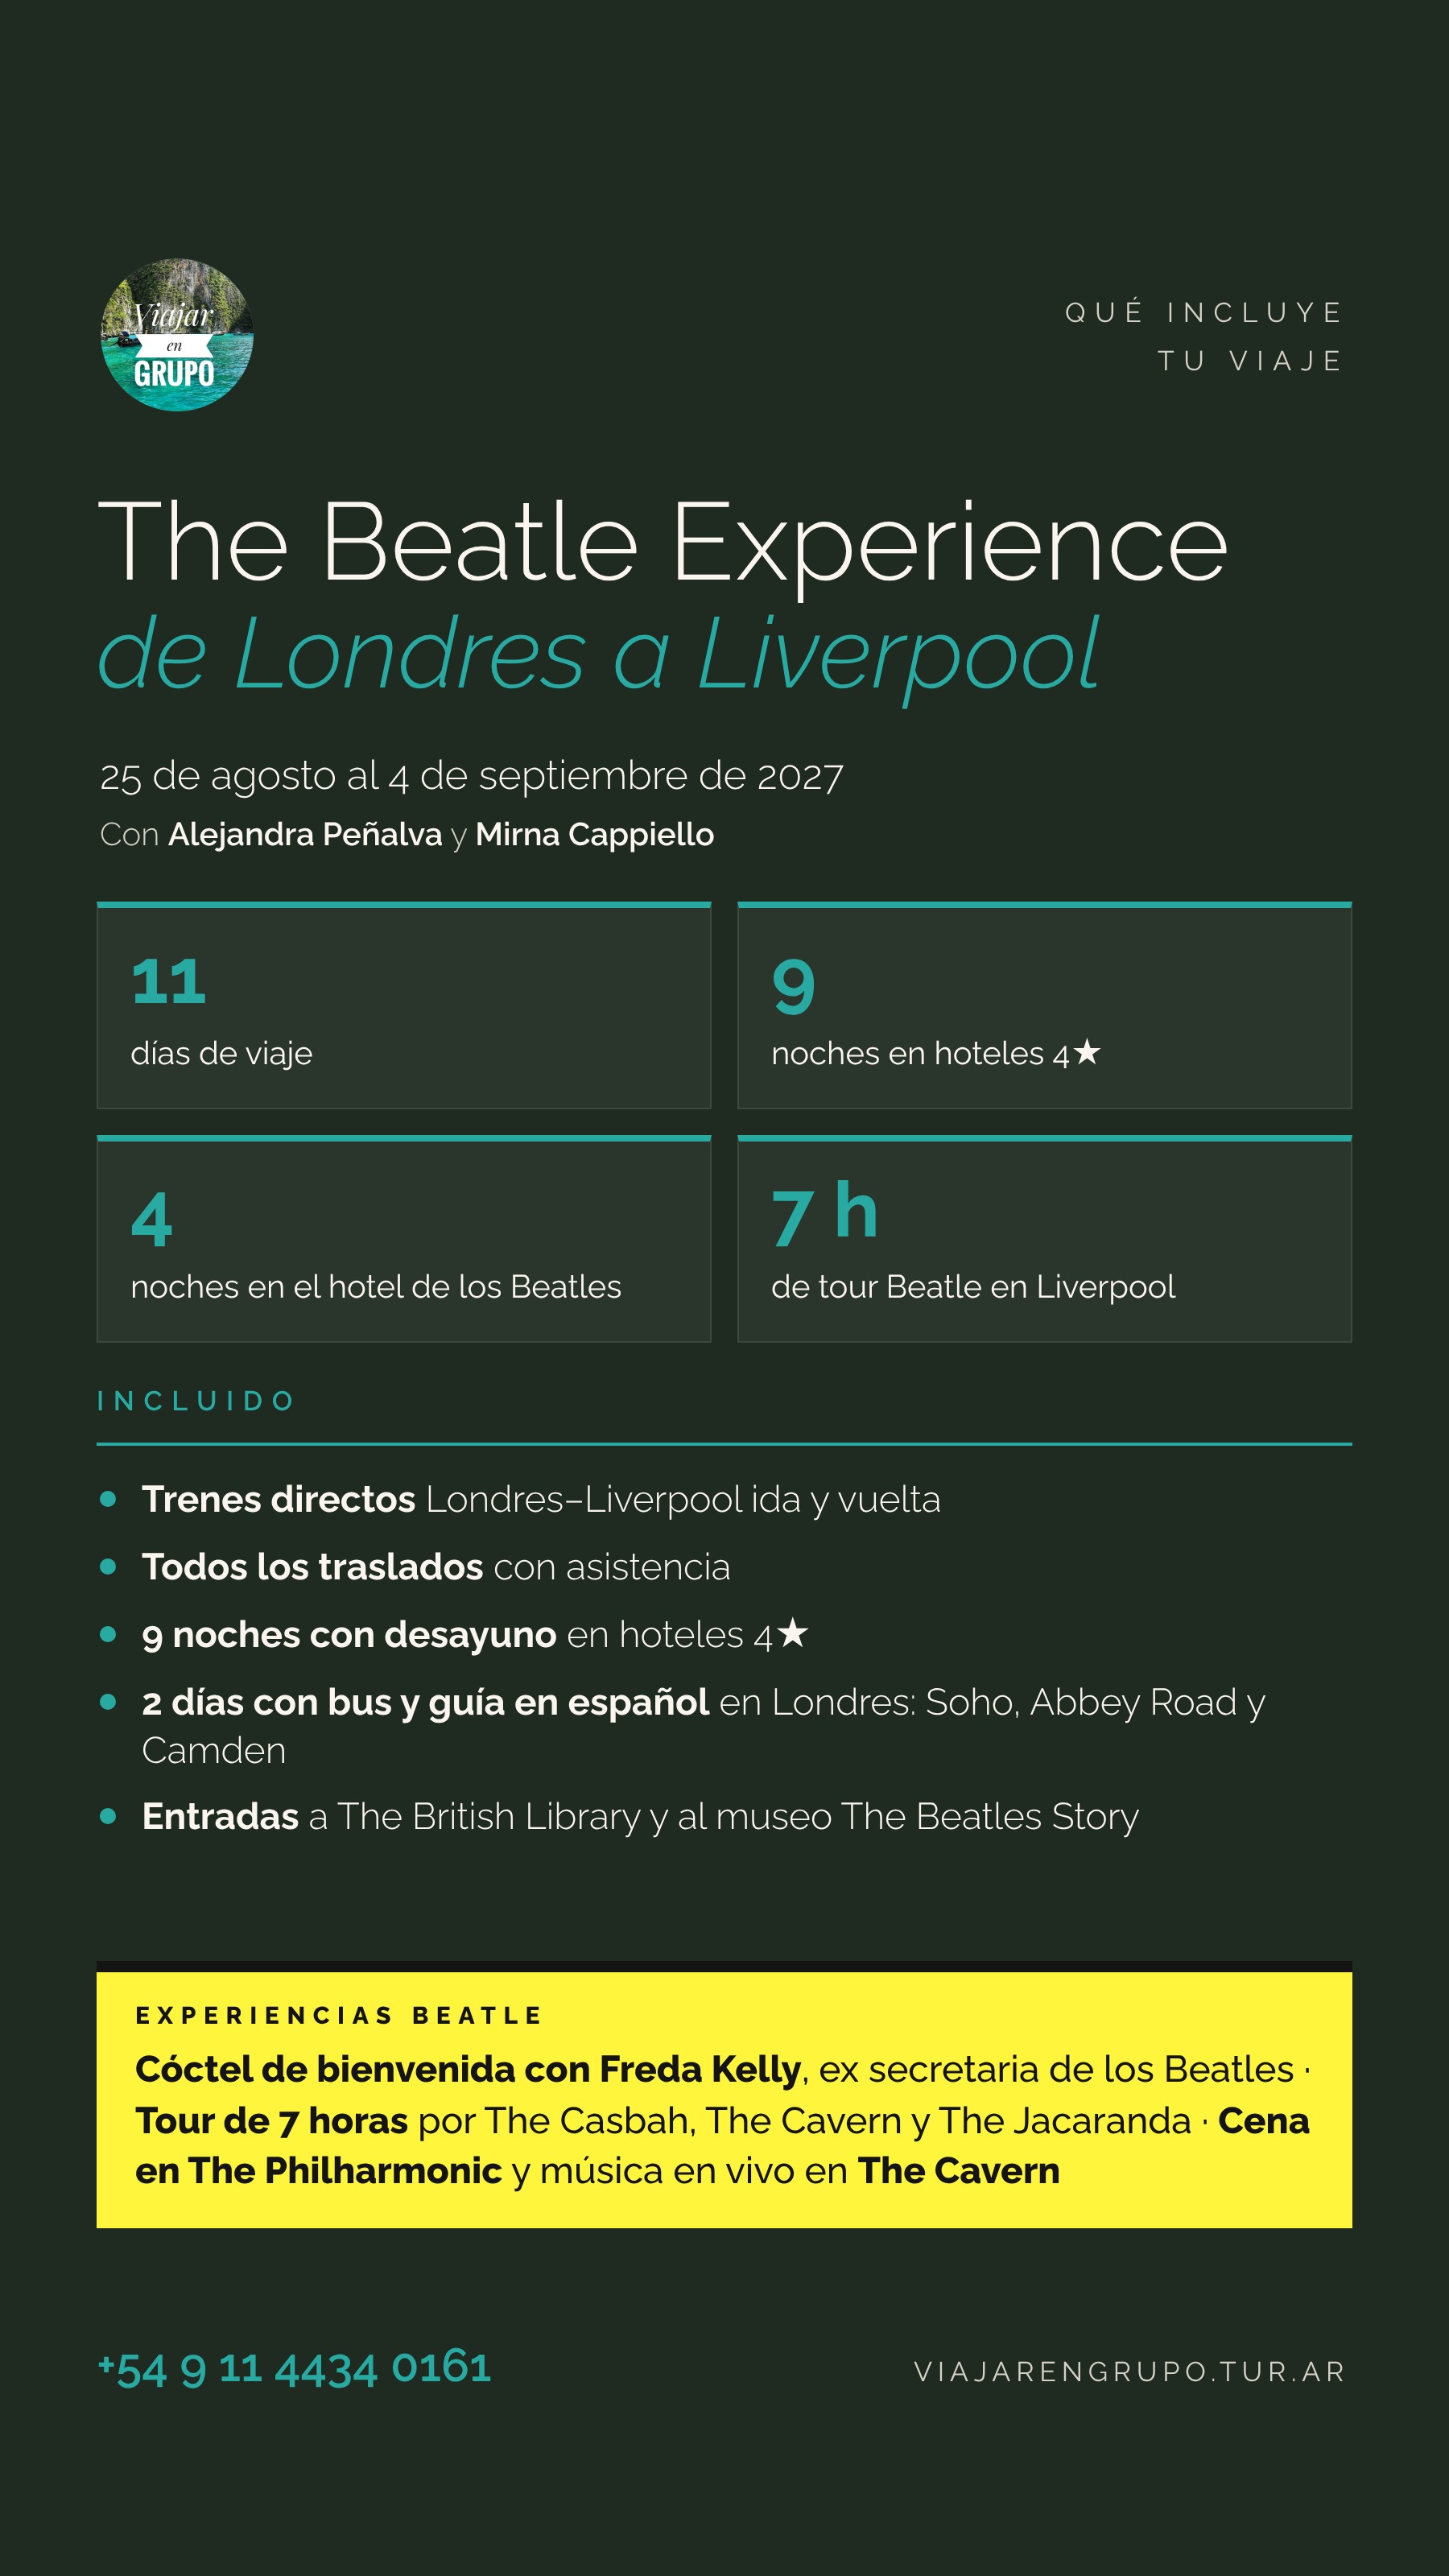 Viajar
en
GRUPO
QUÉ INCLUYE
TU VIAJE
The Beatle Experience
de Londres a Liverpool
25 de agosto al 4 de septiembre de 2027
Con Alejandra Peñalva y Mirna Cappiello
11
días de viaje
9
noches en hoteles 4★
4
noches en el hotel de los Beatles
7 h
de tour Beatle en Liverpool
INCLUIDO
• Trenes directos Londres–Liverpool ida y vuelta
• Todos los traslados con asistencia
• 9 noches con desayuno en hoteles 4★
• 2 días con bus y guía en español en Londres: Soho, Abbey Road y
Camden
• Entradas a The British Library y al museo The Beatles Story
EXPERIENCIAS BEATLE
Cóctel de bienvenida con Freda Kelly, ex secretaria de los Beatles ·
Tour de 7 horas por The Casbah, The Cavern y The Jacaranda · Cena
en The Philharmonic y música en vivo en The Cavern
+54 9 11 4434 0161
VIAJARENGRUPO.TUR.AR